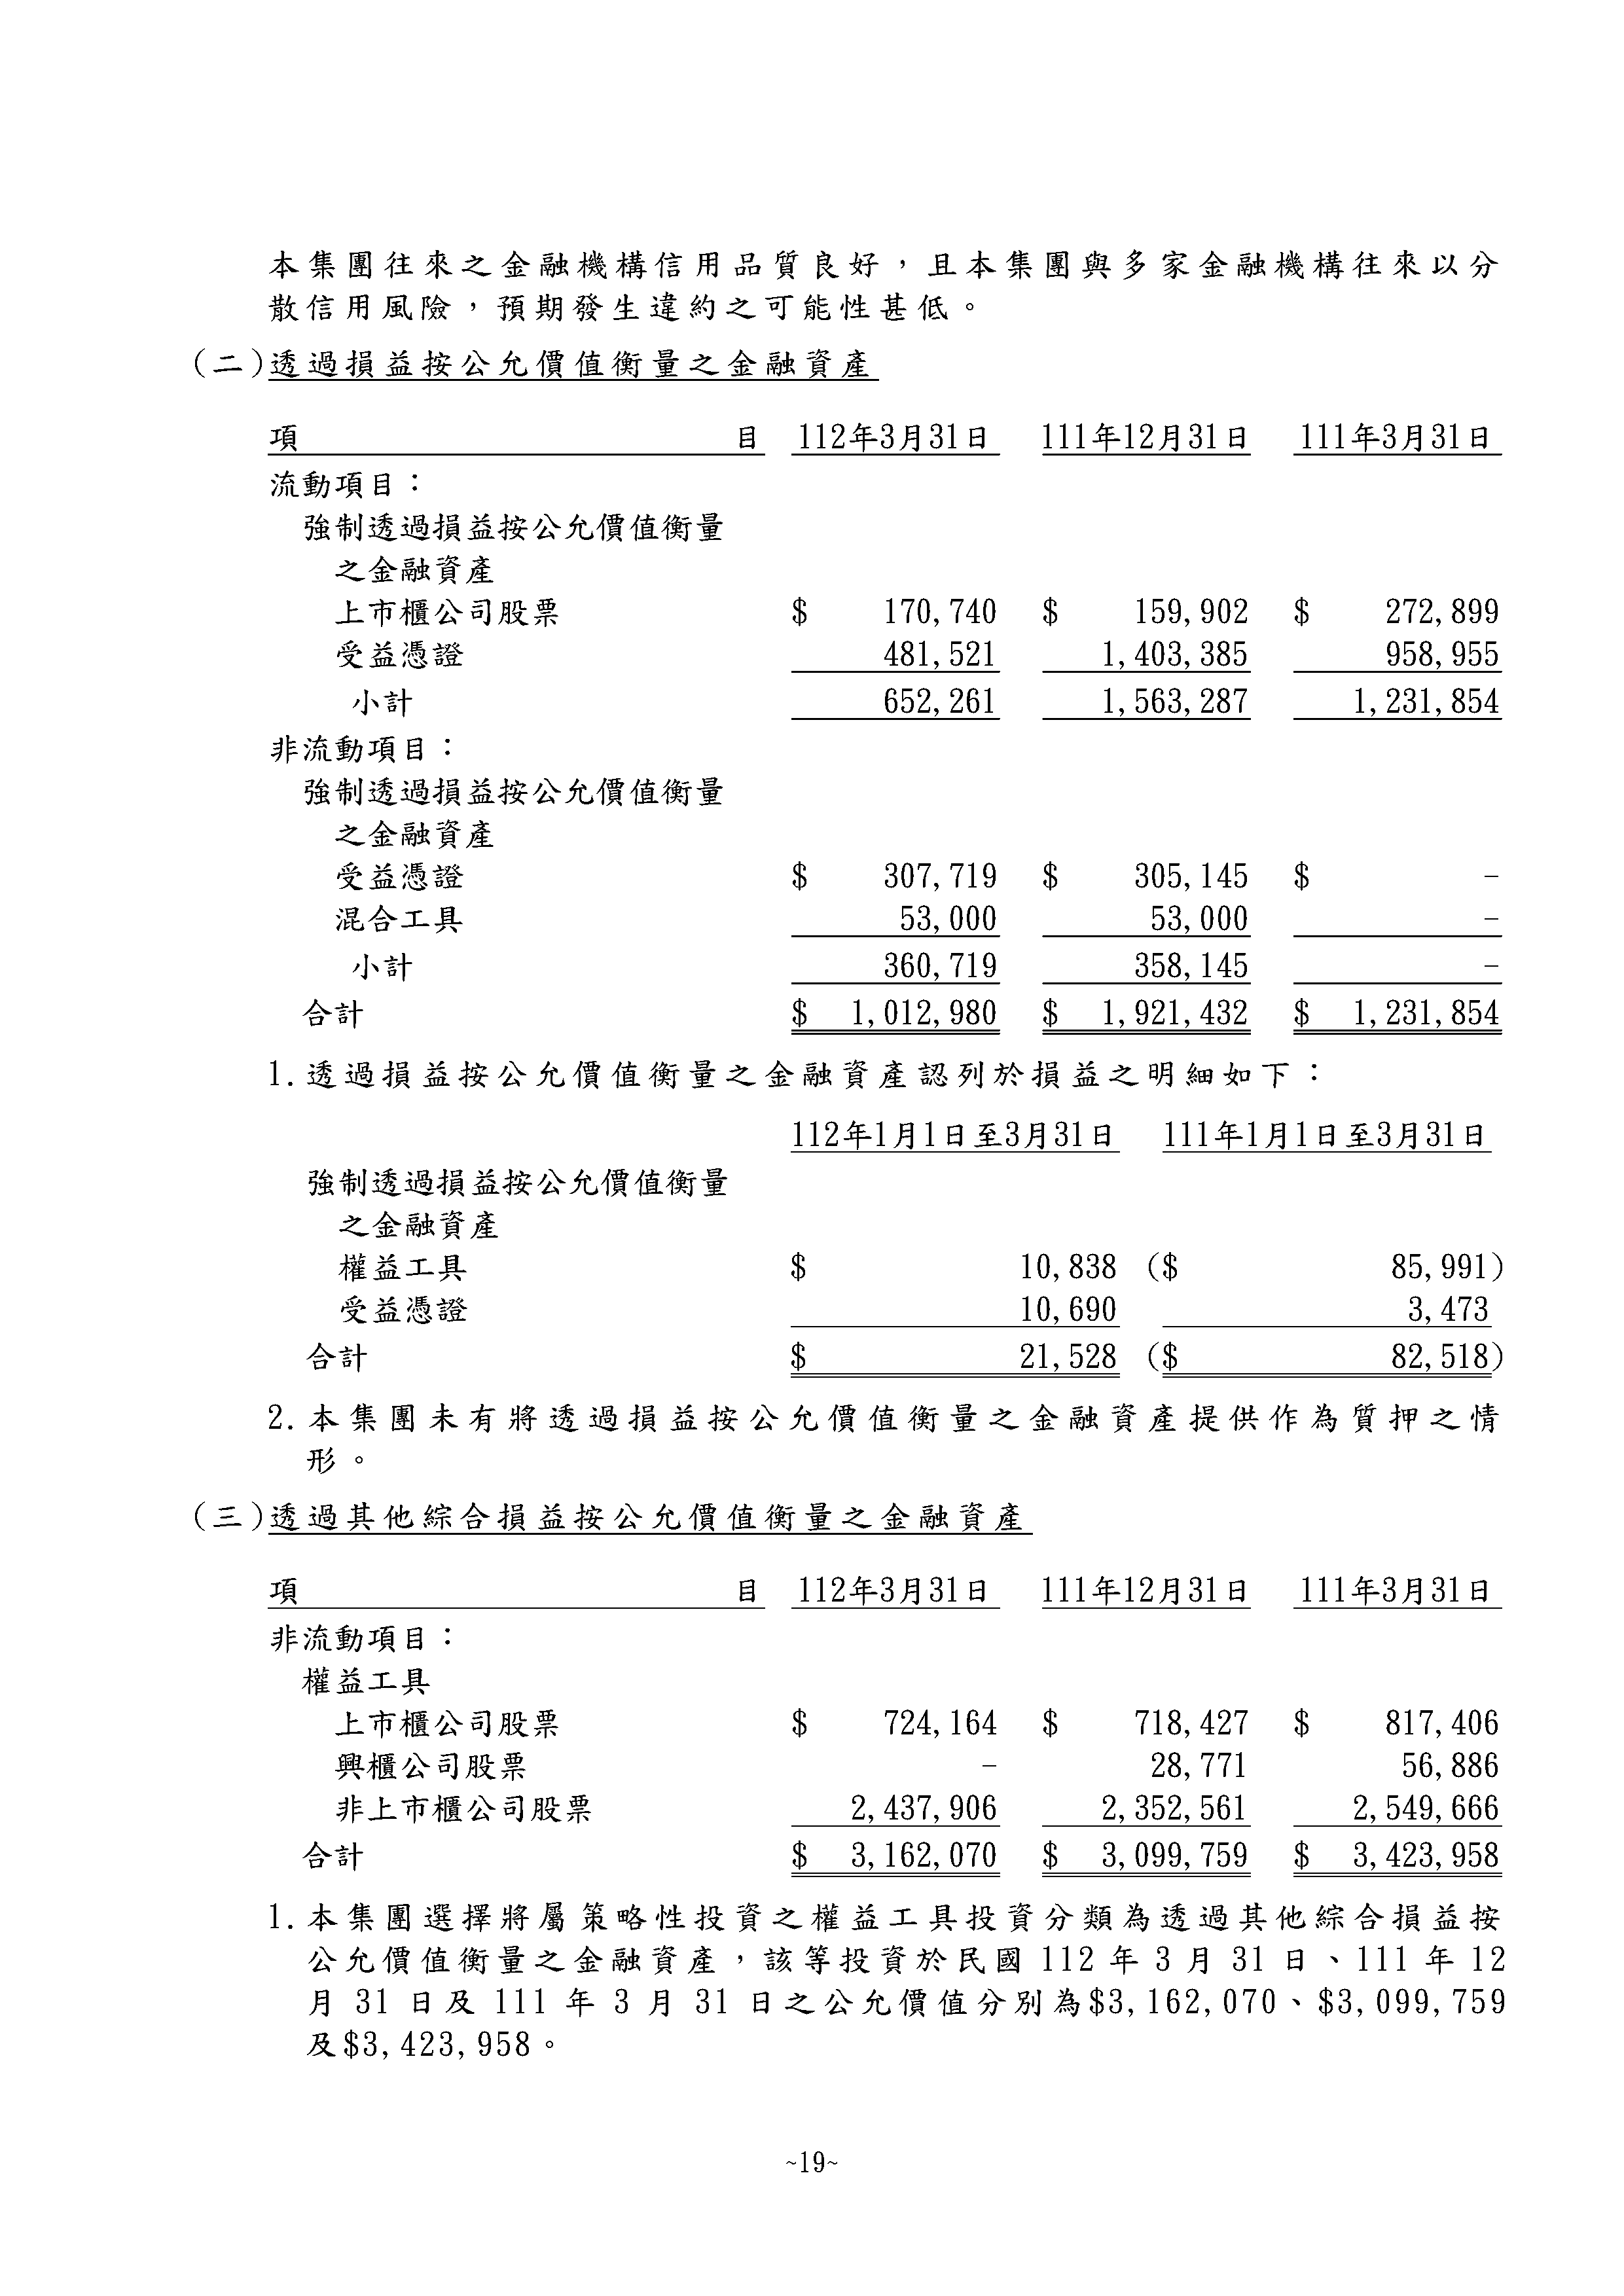 本集團往來之金融機構信用品質良好，且本集團與多家金融機構往來以分
散信用風險，預期發生違約之可能性甚低。
(二)透過損益按公允價值衡量之金融資產
項 目 112年3月31日 111年12月31日 111年3月31日
流動項目：
強制透過損益按公允價值衡量
之金融資產
上市櫃公司股票 $ 170,740 $ 159,902 $ 272,899
受益憑證 481,521 1,403,385 958,955
小計 652,261 1,563,287 1,231,854
非流動項目：
強制透過損益按公允價值衡量
之金融資產
受益憑證 $ 307,719 $ 305,145 $ -
混合工具 53,000 53,000 -
小計 360,719 358,145 -
合計 $ 1,012,980 $ 1,921,432 $ 1,231,854
1.透過損益按公允價值衡量之金融資產認列於損益之明細如下：
112年1月1日至3月31日 111年1月1日至3月31日
強制透過損益按公允價值衡量
之金融資產
權益工具 $ 10,838 ($ 85,991)
受益憑證 10,690 3,473
合計 $ 21,528 ($ 82,518)
2.本集團未有將透過損益按公允價值衡量之金融資產提供作為質押之情
形。
(三)透過其他綜合損益按公允價值衡量之金融資產
項 目 112年3月31日 111年12月31日 111年3月31日
非流動項目：
權益工具
上市櫃公司股票 $ 724,164 $ 718,427 $ 817,406
興櫃公司股票 - 28,771 56,886
非上市櫃公司股票 2,437,906 2,352,561 2,549,666
合計 $ 3,162,070 $ 3,099,759 $ 3,423,958
1.本集團選擇將屬策略性投資之權益工具投資分類為透過其他綜合損益按
公允價值衡量之金融資產，該等投資於民國 112 年 3 月 31 日、111 年 12
月 31 日及 111 年 3 月 31 日之公允價值分別為$3,162,070、$3,099,759
及$3,423,958。
~19~